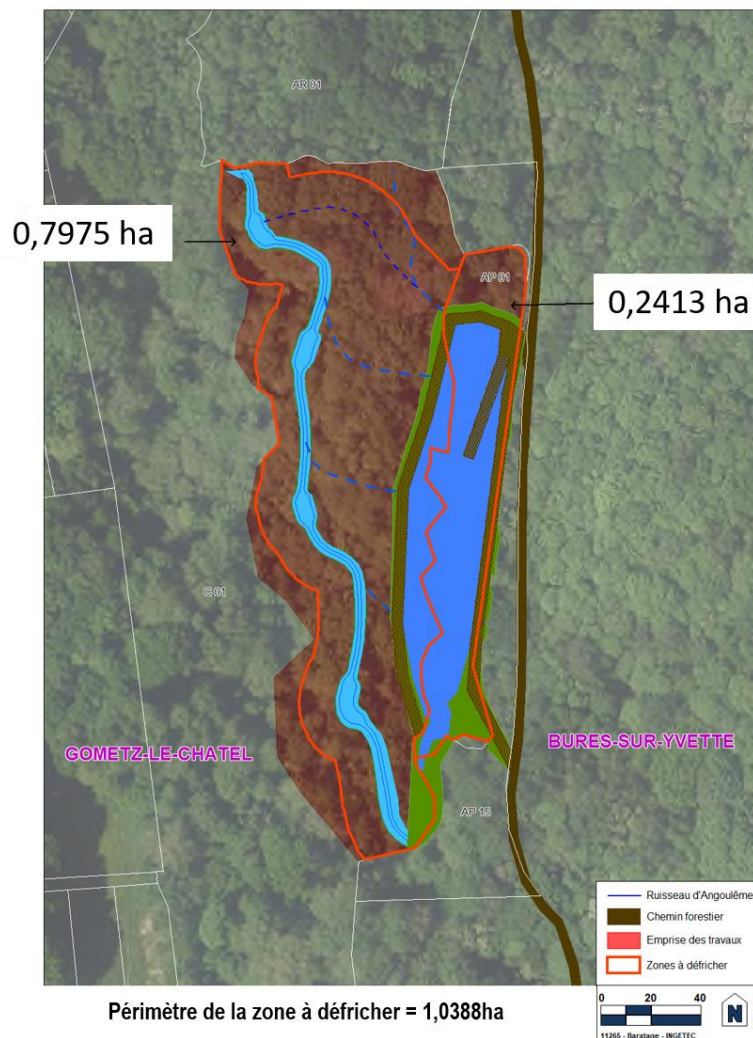 AR 01
0,7975 ha
AP 01
0,2413 ha
C 01
GOMETZ-LE-CHATEL
BURES-SUR-YVETTE
AP 15
Ruisseau d'Angoulême
Chemin forestier
Emprise des travaux
Zones à défricher
Périmètre de la zone à défricher = 1,0388ha
0 20 40
N
11265 - Baratage - INGETEC